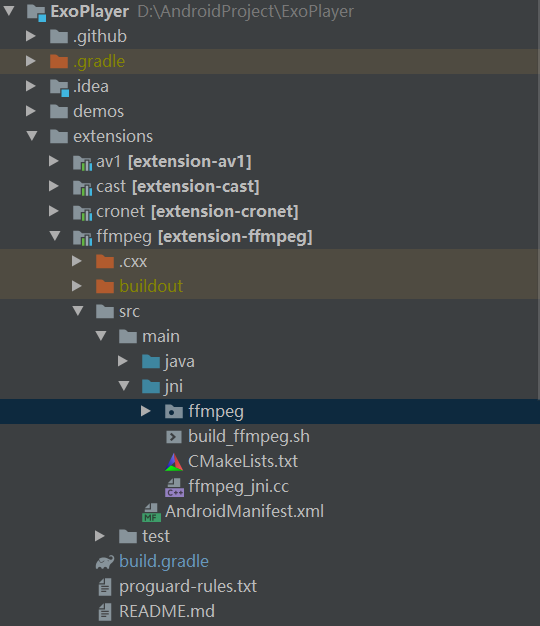 ExoPlayer D:\AndroidProject\ExoPlayer
.github
.gradle
.idea
demos
extensions
av1 [extension-av1]
cast [extension-cast]
cronet [extension-cronet]
ffmpeg [extension-ffmpeg]
.cxx
buildout
src
main
java
jni
ffmpeg
build_ffmpeg.sh
CMakeLists.txt
C++ ffmpeg_jni.cc
MF AndroidManifest.xml
test
build.gradle
proguard-rules.txt
README.md